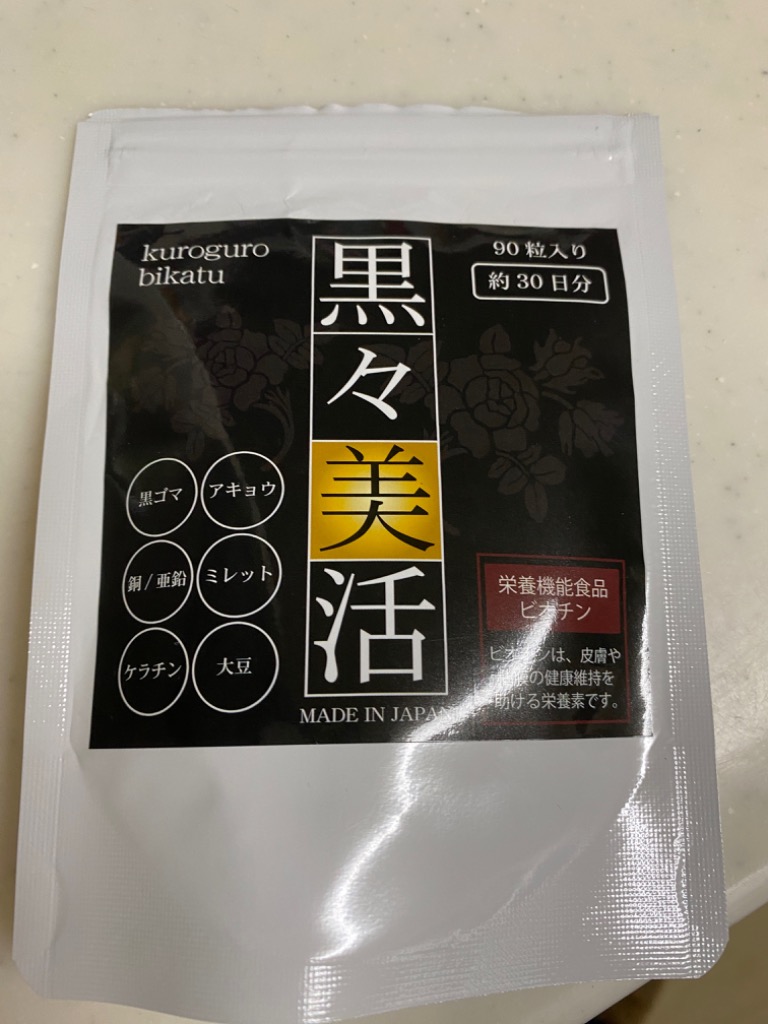 kuroguro
bikatu
黒々美活
90粒入り
約30日分
黒ゴマ
アキョウ
銅/亜鉛
ミレット
ケラチン
大豆
栄養機能食品
ビオチン
ビオチンは、皮膚や
の健康維持を
助ける栄養素です。
MADE IN JAPAN